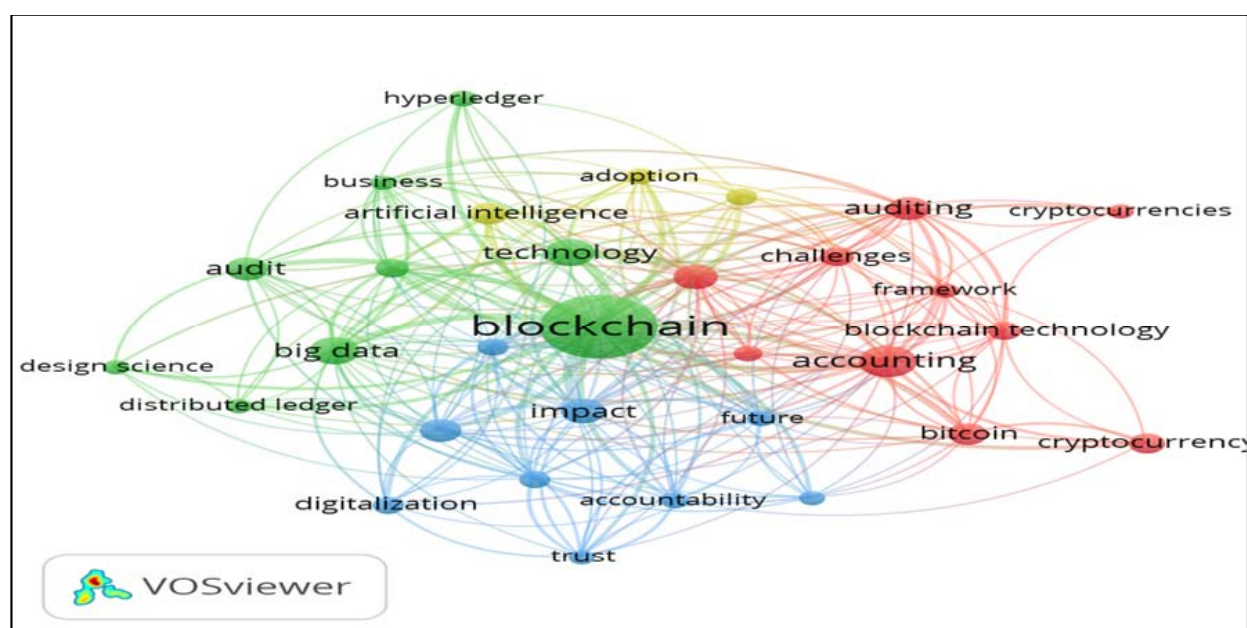 hyperledger
adoption
business
auditing
cryptocurrencies
artificial intelligence
technology
challenges
audit
framework
blockchain
blockchain technology
big data
accounting
design science
distributed ledger
impact
future
bitcoin
cryptocurrency
digitalization
accountability
trust
VOSviewer